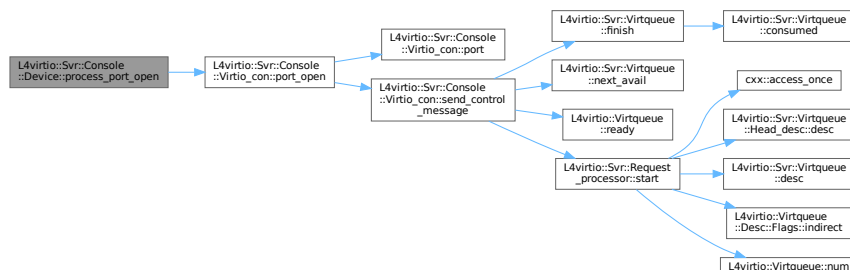 L4virtio::Svr::Console
::Device::process_port_open
L4virtio::Svr::Console
::Virtio_con::port_open
L4virtio::Svr::Console
::Virtio_con::port
L4virtio::Svr::Console
::Virtio_con::send_control
_message
L4virtio::Svr::Virtqueue
::finish
L4virtio::Svr::Virtqueue
::next_avail
L4virtio::Virtqueue
::ready
L4virtio::Svr::Request
_processor::start
L4virtio::Svr::Virtqueue
::consumed
cxx::access_once
L4virtio::Svr::Virtqueue
::Head_desc::desc
L4virtio::Svr::Virtqueue
::desc
L4virtio::Virtqueue
::Desc::Flags::indirect
L4virtio::Virtqueue::num